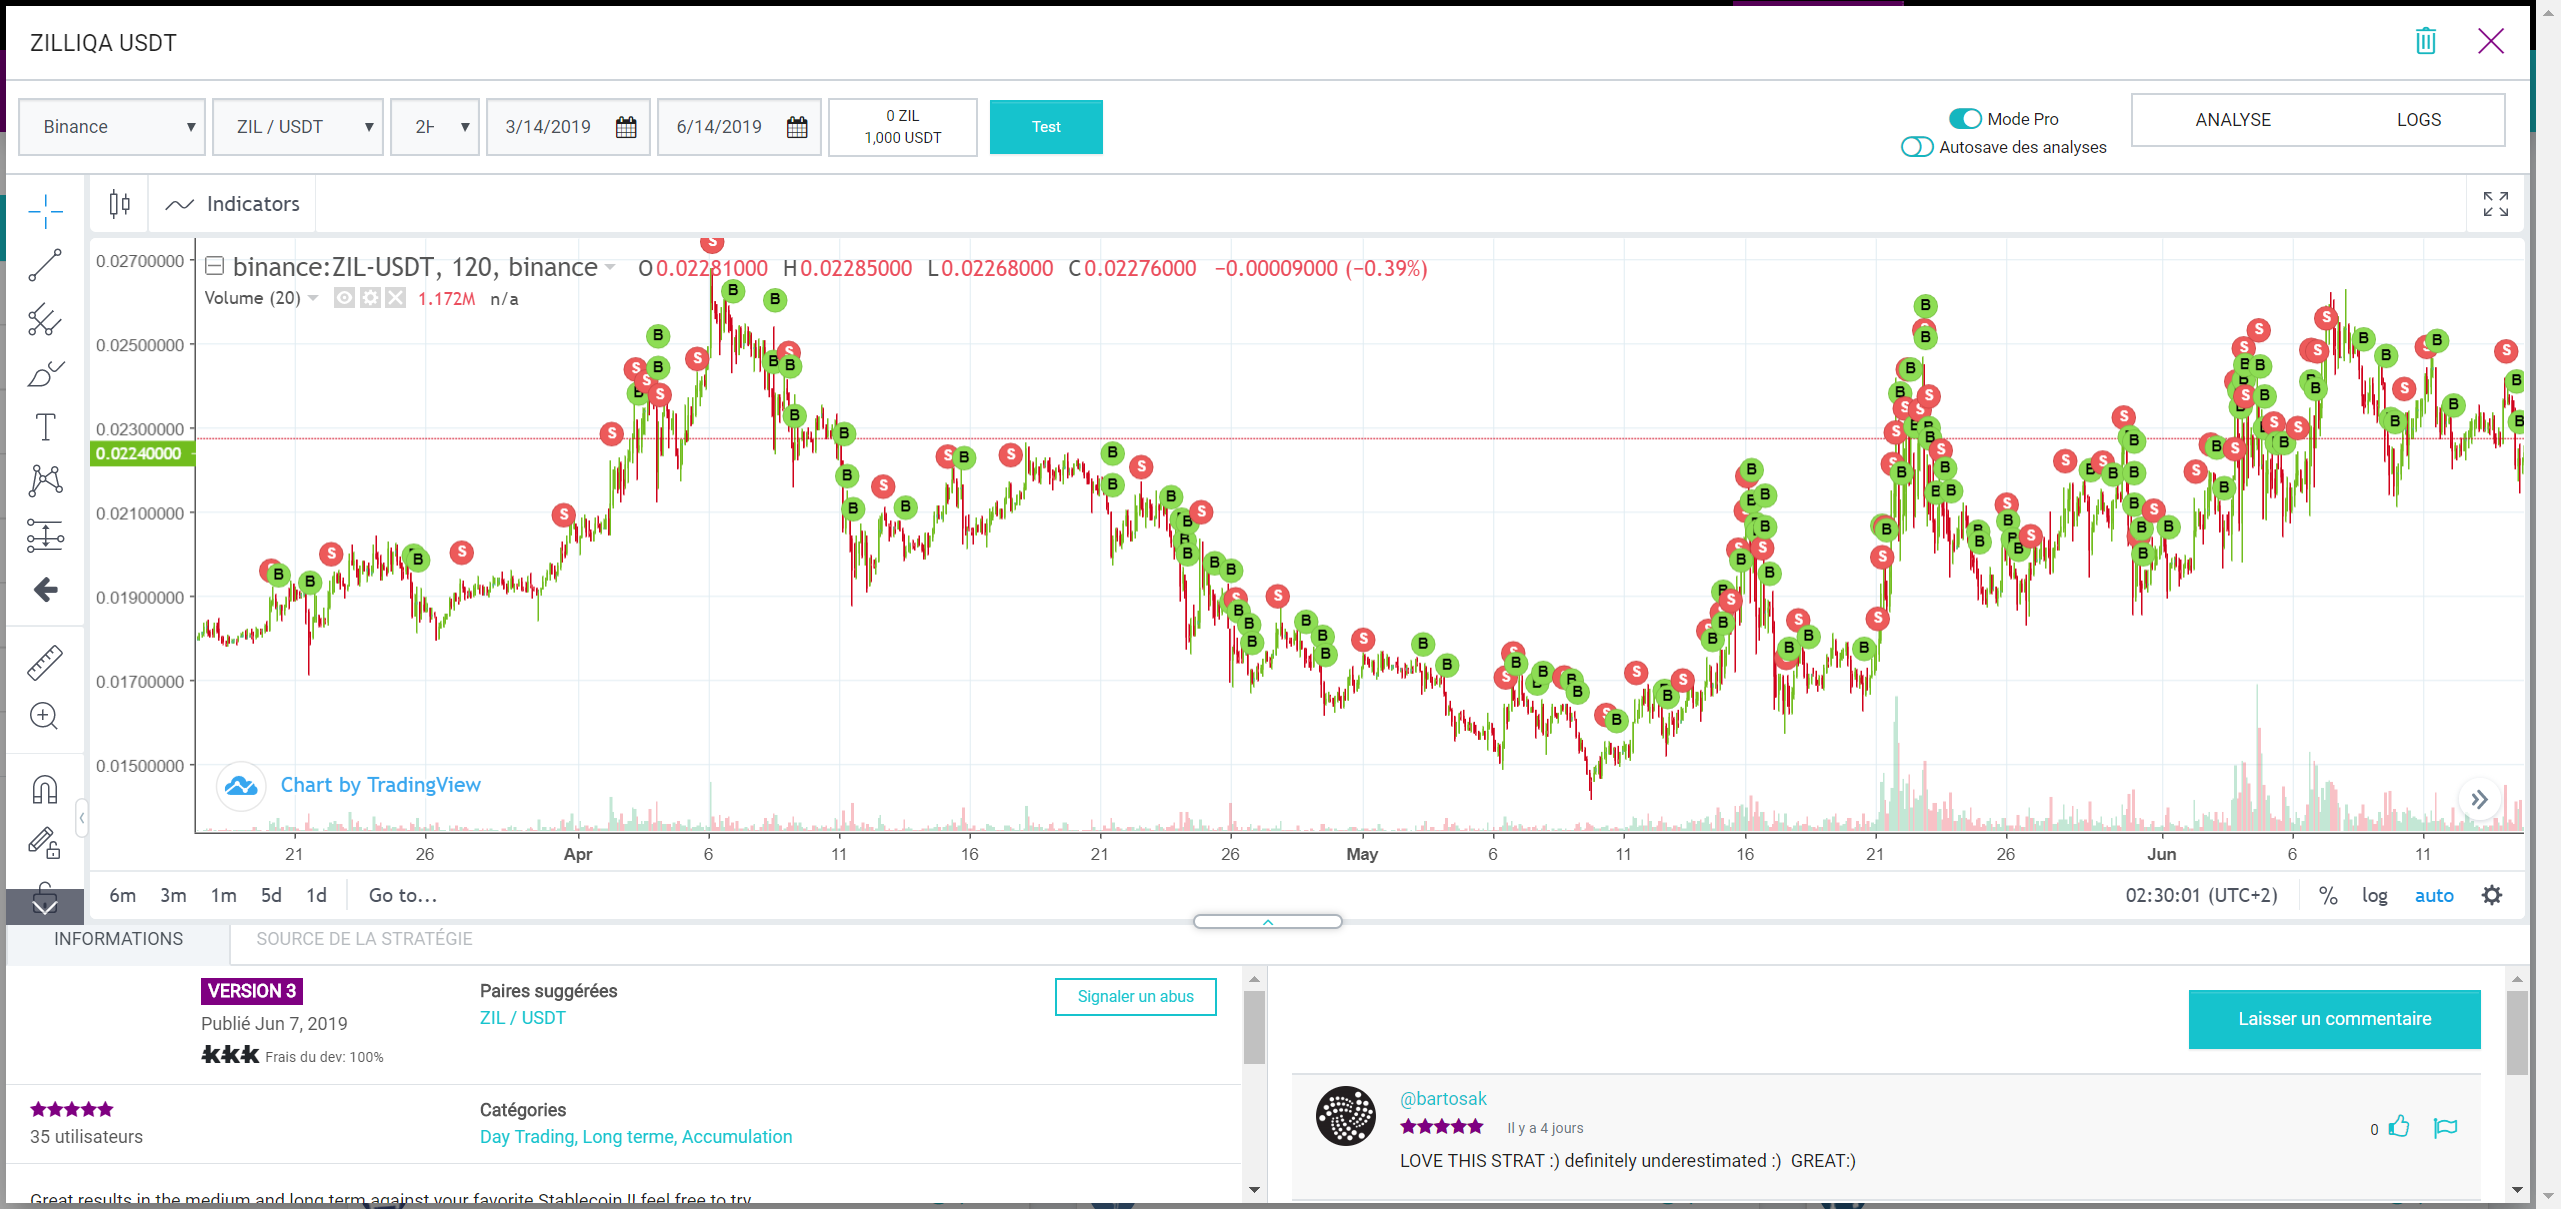 ZILLIQA USDT
Binance ZIL / USDT 2H 3/14/2019 6/14/2019
0 ZIL
1,000 USDT
Test
Mode Pro
Autosave des analyses
ANALYSE LOGS
Indicators
binance:ZIL-USDT, 120, binance O0.02281000 H0.02285000 L0.02268000 C0.02276000 −0.00009000 (−0.39%)
Volume (20) 1.172M n/a
0.02700000
0.02500000
0.02300000
0.02240000
0.02100000
0.01900000
0.01700000
0.01500000
Chart by TradingView
21 26 Apr 6 11 16 21 26 May 6 11 16 21 26 Jun 6 11
6m 3m 1m 5d 1d Go to...
02:30:01 (UTC+2) % log auto
INFORMATIONS SOURCE DE LA STRATÉGIE
VERSION 3
Publié Jun 7, 2019
Frais du dev: 100%
Paires suggérées
ZIL / USDT
Signaler un abus
35 utilisateurs
Catégories
Day Trading, Long terme, Accumulation
Great results in the medium and long term against your favorite Stablecoin !! feel free to try
Laisser un commentaire
@bartosak
Il y a 4 jours
0
LOVE THIS STRAT :) definitely underestimated :) GREAT:)